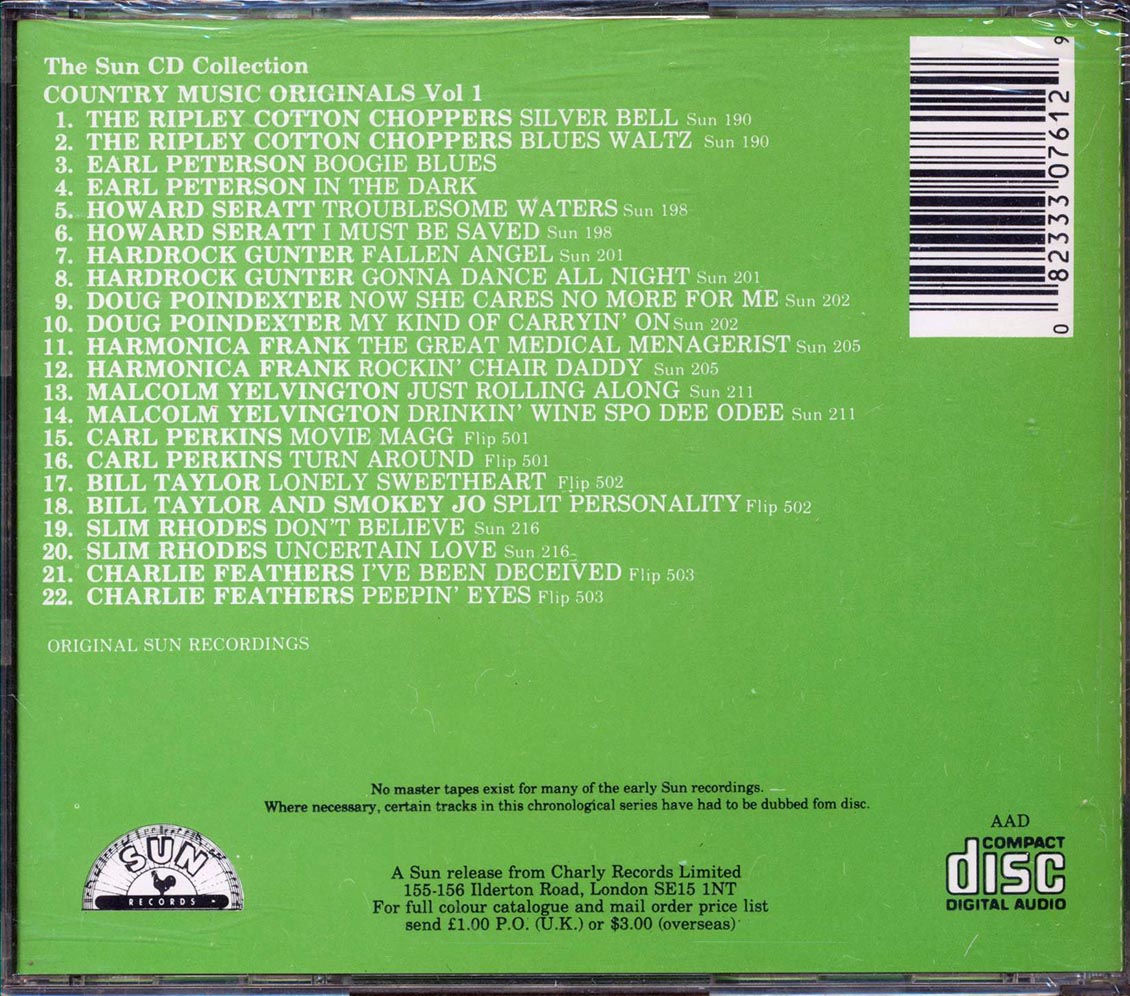 The Sun CD Collection
COUNTRY MUSIC ORIGINALS Vol 1
1. THE RIPLEY COTTON CHOPPERS SILVER BELL Sun 190
2. THE RIPLEY COTTON CHOPPERS BLUES WALTZ Sun 190
3. EARL PETERSON BOOGIE BLUES
4. EARL PETERSON IN THE DARK
5. HOWARD SERATT TROUBLESOME WATERS Sun 198
6. HOWARD SERATT I MUST BE SAVED Sun 198
7. HARDROCK GUNTER FALLEN ANGEL Sun 201
8. HARDROCK GUNTER GONNA DANCE ALL NIGHT Sun 201
9. DOUG POINDEXTER NOW SHE CARES NO MORE FOR ME Sun 202
10. DOUG POINDEXTER MY KIND OF CARRYIN' ON Sun 202
11. HARMONICA FRANK THE GREAT MEDICAL MENAGERIST Sun 205
12. HARMONICA FRANK ROCKIN' CHAIR DADDY Sun 205
13. MALCOLM YELVINGTON JUST ROLLING ALONG Sun 211
14. MALCOLM YELVINGTON DRINKIN' WINE SPO DEE ODEE Sun 211
15. CARL PERKINS MOVIE MAGG Flip 501
16. CARL PERKINS TURN AROUND Flip 501
17. BILL TAYLOR LONELY SWEETHEART Flip 502
18. BILL TAYLOR AND SMOKEY JO SPLIT PERSONALITY Flip 502
19. SLIM RHODES DON'T BELIEVE Sun 216
20. SLIM RHODES UNCERTAIN LOVE Sun 216
21. CHARLIE FEATHERS I'VE BEEN DECEIVED Flip 503
22. CHARLIE FEATHERS PEEPIN' EYES Flip 503
ORIGINAL SUN RECORDINGS
0 82333 07612 9
No master tapes exist for many of the early Sun recordings.
Where necessary, certain tracks in this chronological series have had to be dubbed fom disc.
SUN
RECORDS
A Sun release from Charly Records Limited
155-156 Ilderton Road, London SE15 1NT
For full colour catalogue and mail order price list
send £1.00 P.O. (U.K.) or $3.00 (overseas)
AAD
COMPACT
disc
DIGITAL AUDIO